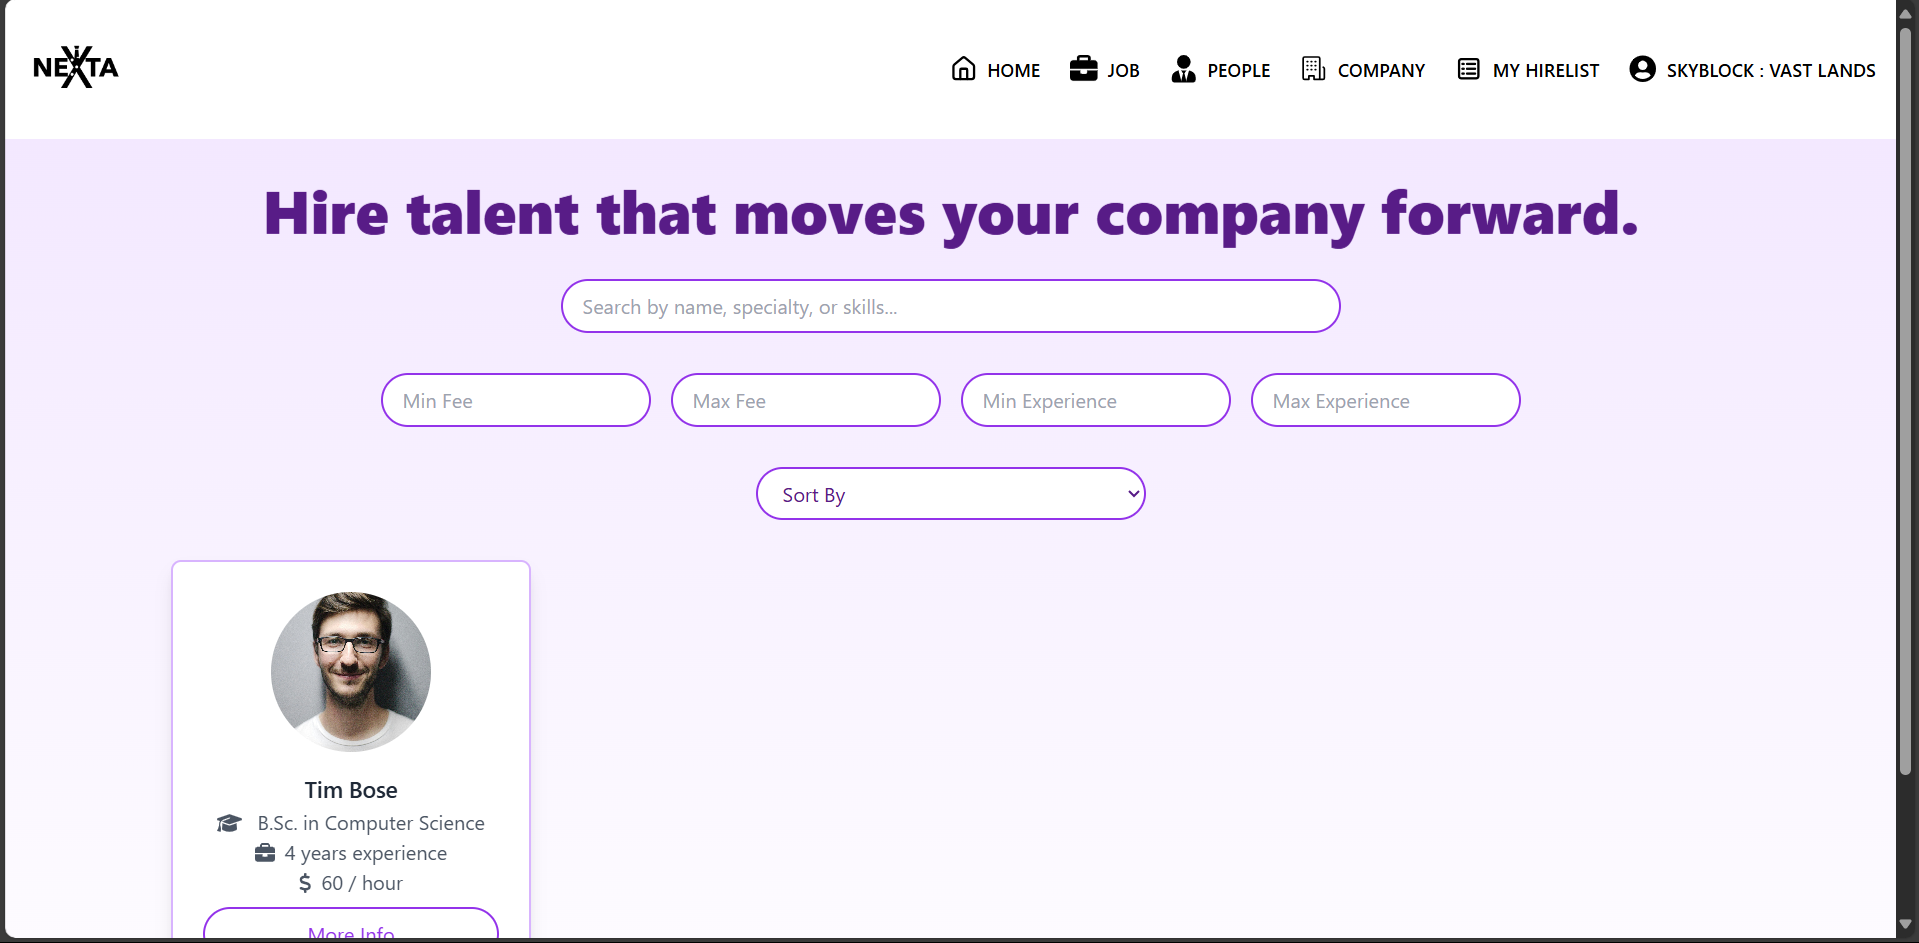 NEXTA
HOME
JOB
PEOPLE
COMPANY
MY HIRELIST
SKYBLOCK : VAST LANDS
Hire talent that moves your company forward.
Search by name, specialty, or skills...
Min Fee
Max Fee
Min Experience
Max Experience
Sort By
Tim Bose
B.Sc. in Computer Science
4 years experience
$ 60 / hour
More Info